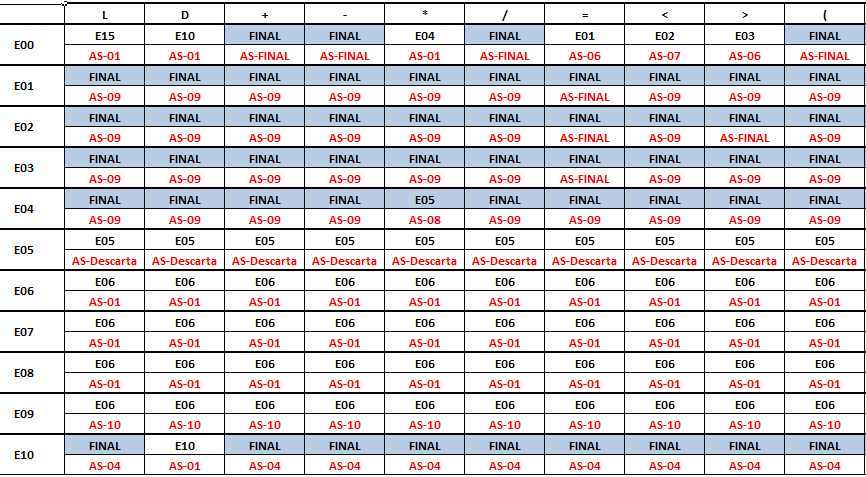 L D + - * / = < > (
E00 E15 E10 FINAL FINAL E04 FINAL E01 E02 E03 FINAL
AS-01 AS-01 AS-FINAL AS-FINAL AS-01 AS-FINAL AS-06 AS-07 AS-06 AS-FINAL
E01 FINAL FINAL FINAL FINAL FINAL FINAL FINAL FINAL FINAL FINAL
AS-09 AS-09 AS-09 AS-09 AS-09 AS-09 AS-FINAL AS-09 AS-09 AS-09
E02 FINAL FINAL FINAL FINAL FINAL FINAL FINAL FINAL FINAL FINAL
AS-09 AS-09 AS-09 AS-09 AS-09 AS-09 AS-FINAL AS-09 AS-FINAL AS-09
E03 FINAL FINAL FINAL FINAL FINAL FINAL FINAL FINAL FINAL FINAL
AS-09 AS-09 AS-09 AS-09 AS-09 AS-09 AS-FINAL AS-09 AS-09 AS-09
E04 FINAL FINAL FINAL FINAL E05 FINAL FINAL FINAL FINAL FINAL
AS-09 AS-09 AS-09 AS-09 AS-08 AS-09 AS-09 AS-09 AS-09 AS-09
E05 E05 E05 E05 E05 E05 E05 E05 E05 E05 E05
AS-Descarta AS-Descarta AS-Descarta AS-Descarta AS-Descarta AS-Descarta AS-Descarta AS-Descarta AS-Descarta AS-Descarta
E06 E06 E06 E06 E06 E06 E06 E06 E06 E06 E06
AS-01 AS-01 AS-01 AS-01 AS-01 AS-01 AS-01 AS-01 AS-01 AS-01
E07 E06 E06 E06 E06 E06 E06 E06 E06 E06 E06
AS-01 AS-01 AS-01 AS-01 AS-01 AS-01 AS-01 AS-01 AS-01 AS-01
E08 E06 E06 E06 E06 E06 E06 E06 E06 E06 E06
AS-01 AS-01 AS-01 AS-01 AS-01 AS-01 AS-01 AS-01 AS-01 AS-01
E09 E06 E06 E06 E06 E06 E06 E06 E06 E06 E06
AS-10 AS-10 AS-10 AS-10 AS-10 AS-10 AS-10 AS-10 AS-10 AS-10
E10 FINAL E10 FINAL FINAL FINAL FINAL FINAL FINAL FINAL FINAL
AS-04 AS-01 AS-04 AS-04 AS-04 AS-04 AS-04 AS-04 AS-04 AS-04